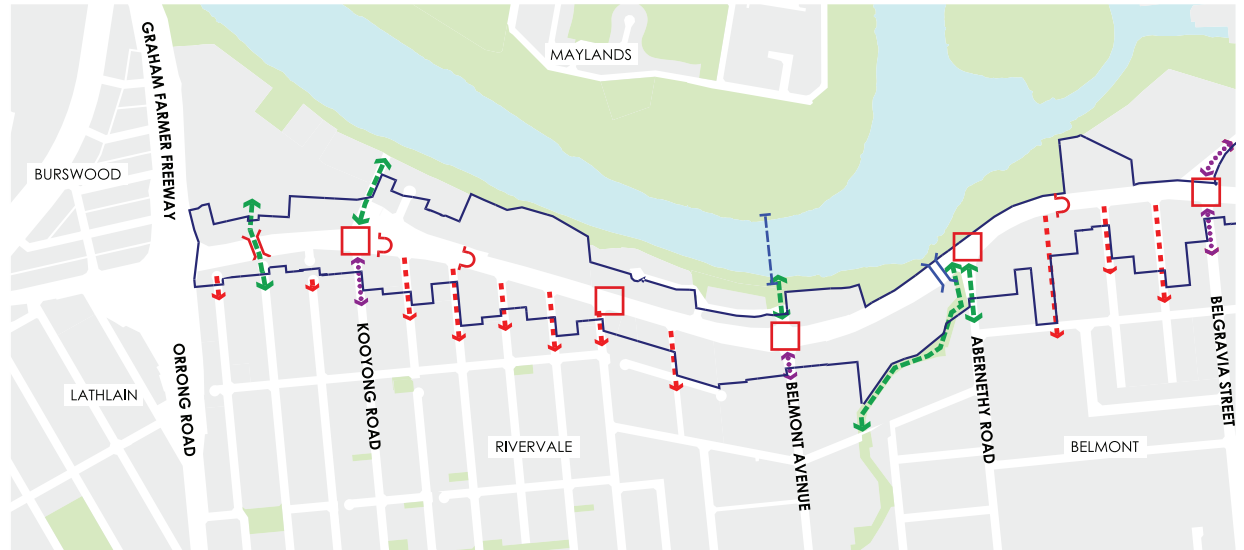 GRAHAM FARMER FREEWAY
MAYLANDS
BURSWOOD
ORRONG ROAD
KOOYONG ROAD
LATHLAIN
RIVERVALE
BELMONT AVENUE
ABERNETHY ROAD
BELMONT
BELGRAVIA STREET